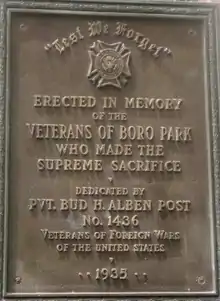 "Lest We Forget"
ERECTED IN MEMORY
OF THE
VETERANS OF BORO PARK
WHO MADE THE
SUPREME SACRIFICE
DEDICATED BY
PVT. BUD H. ALBEN POST
No. 1436
VETERANS OF FOREIGN WARS
OF THE UNITED STATES
1935